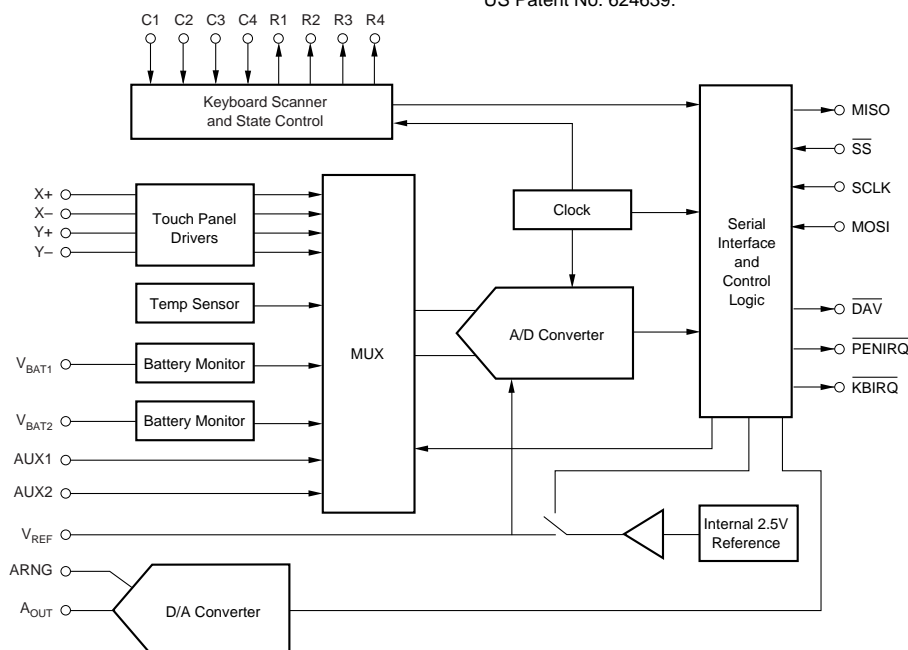 US Patent No. 624639.
C1 C2 C3 C4 R1 R2 R3 R4
Keyboard Scanner
and State Control
MISO
SS
SCLK
MOSI
DAV
PENIRQ
KBIRQ
Serial
Interface
and
Control
Logic
Clock
X+
X–
Y+
Y–
Touch Panel
Drivers
Temp Sensor
MUX
A/D Converter
VBAT1
Battery Monitor
VBAT2
Battery Monitor
AUX1
AUX2
VREF
Internal 2.5V
Reference
ARNG
AOUT
D/A Converter